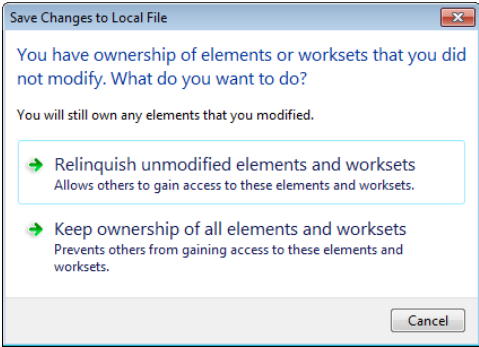 Save Changes to Local File
You have ownership of elements or worksets that you did
not modify. What do you want to do?
You will still own any elements that you modified.
Relinquish unmodified elements and worksets
Allows others to gain access to these elements and worksets.
Keep ownership of all elements and worksets
Prevents others from gaining access to these elements and
worksets.
Cancel